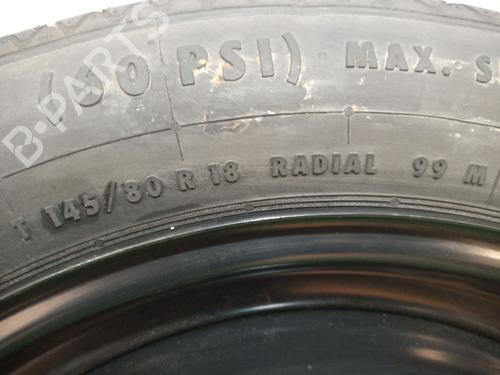 (60 PSI) MAX.
T 145/80 R 18 RADIAL 99 M
B-PARTS